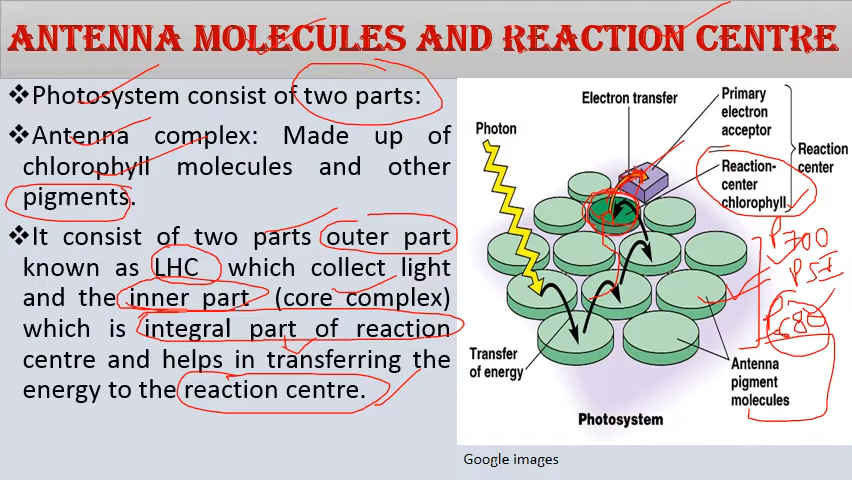 ANTENNA MOLECULES AND REACTION CENTRE
❖Photosystem consist of two parts:
❖Antenna complex: Made up of
chlorophyll molecules and other
pigments.
❖It consist of two parts outer part
known as LHC which collect light
and the inner part (core complex)
which is integral part of reaction
centre and helps in transferring the
energy to the reaction centre.
Electron transfer
Primary
electron
acceptor
Photon
Reaction-
center
chlorophyll
Reaction
center
P700
PSI
P680
Transfer
of energy
Antenna
pigment
molecules
Photosystem
Google images